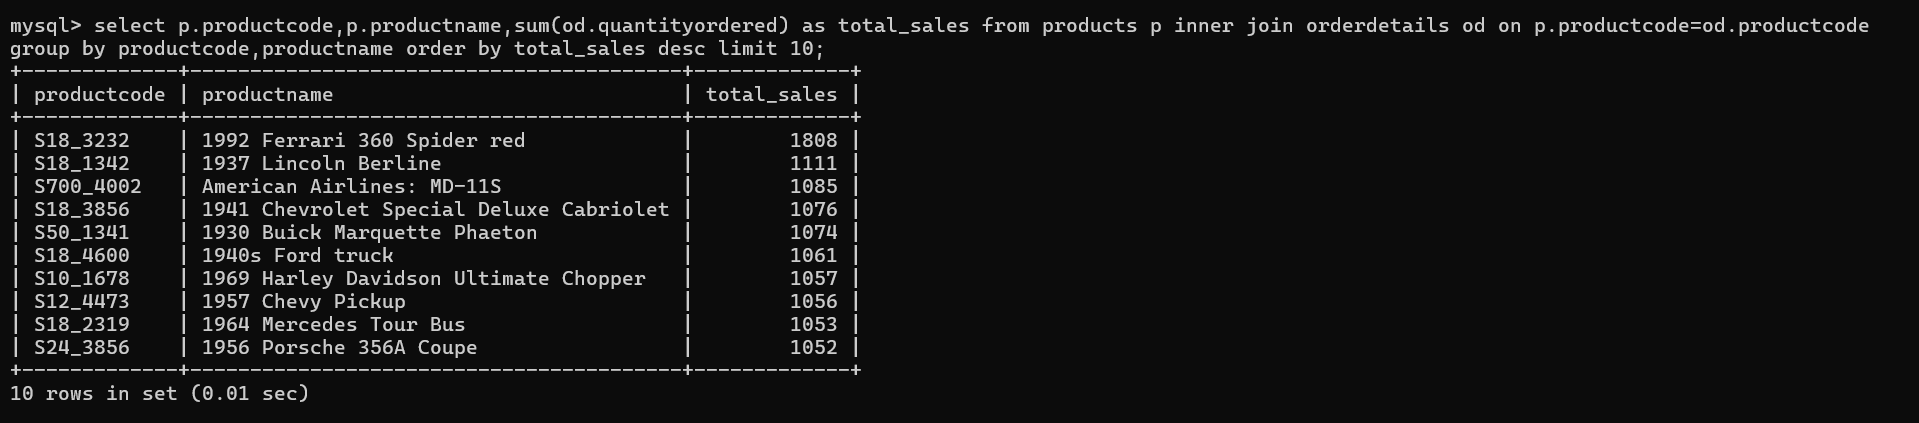 mysql> select p.productcode,p.productname,sum(od.quantityordered) as total_sales from products p inner join orderdetails od on p.productcode=od.productcode
group by productcode,productname order by total_sales desc limit 10;
+-------------+-----------------------------------------+-------------+
| productcode | productname                             | total_sales |
+-------------+-----------------------------------------+-------------+
| S18_3232    | 1992 Ferrari 360 Spider red             |        1808 |
| S18_1342    | 1937 Lincoln Berline                    |        1111 |
| S700_4002   | American Airlines: MD-11S               |        1085 |
| S18_3856    | 1941 Chevrolet Special Deluxe Cabriolet |        1076 |
| S50_1341    | 1930 Buick Marquette Phaeton            |        1074 |
| S18_4600    | 1940s Ford truck                        |        1061 |
| S10_1678    | 1969 Harley Davidson Ultimate Chopper   |        1057 |
| S12_4473    | 1957 Chevy Pickup                       |        1056 |
| S18_2319    | 1964 Mercedes Tour Bus                  |        1053 |
| S24_3856    | 1956 Porsche 356A Coupe                 |        1052 |
+-------------+-----------------------------------------+-------------+
10 rows in set (0.01 sec)